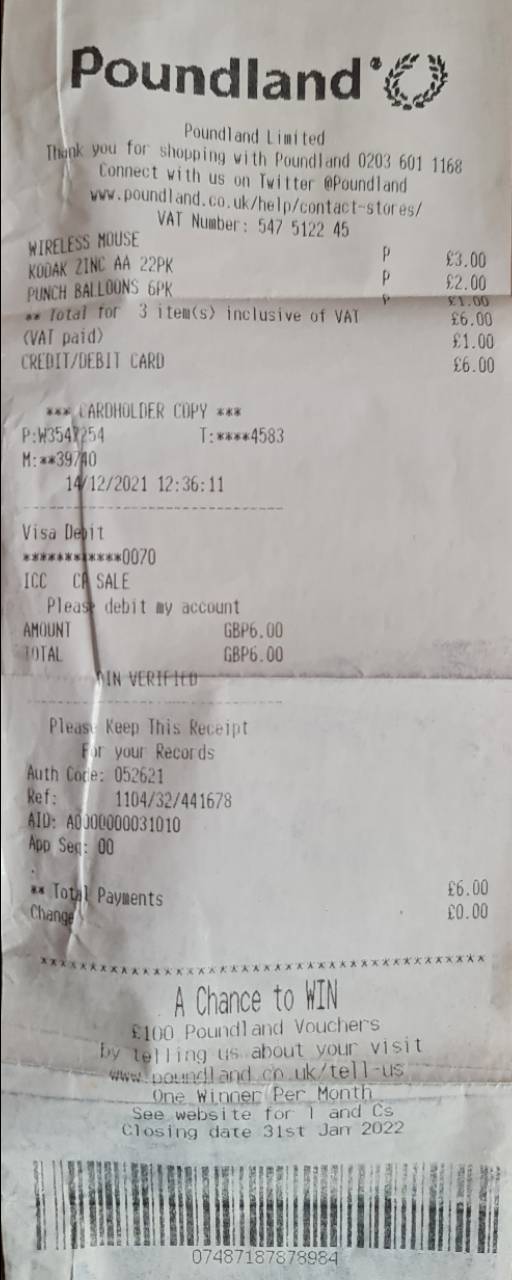 Poundland®
Poundland Limited
Thank you for shopping with Poundland 0203 601 1168
Connect with us on Twitter @Poundland
www.poundland.co.uk/help/contact-stores/
VAT Number: 547 5122 45
WIRELESS MOUSE P £3.00
KODAK ZINC AA 22PK P £2.00
PUNCH BALLOONS 6PK P £1.00
** Total for 3 item(s) inclusive of VAT £6.00
(VAT paid) £1.00
CREDIT/DEBIT CARD £6.00
*** CARDHOLDER COPY ***
P:W3547254 T:****4583
M:**39740
14/12/2021 12:36:11
Visa Debit
************0070
ICC CR SALE
Please debit my account
AMOUNT GBP6.00
TOTAL GBP6.00
PIN VERIFIED
Please Keep This Receipt
For your Records
Auth Code: 052621
Ref: 1104/32/441678
AID: A0000000031010
App Seq: 00
.
** Total Payments £6.00
Change £0.00
****************************************
A Chance to WIN
£100 Poundland Vouchers
by telling us about your visit
www.poundland.co.uk/tell-us
One Winner Per Month
See website for T and Cs
Closing date 31st Jan 2022
07487187878984